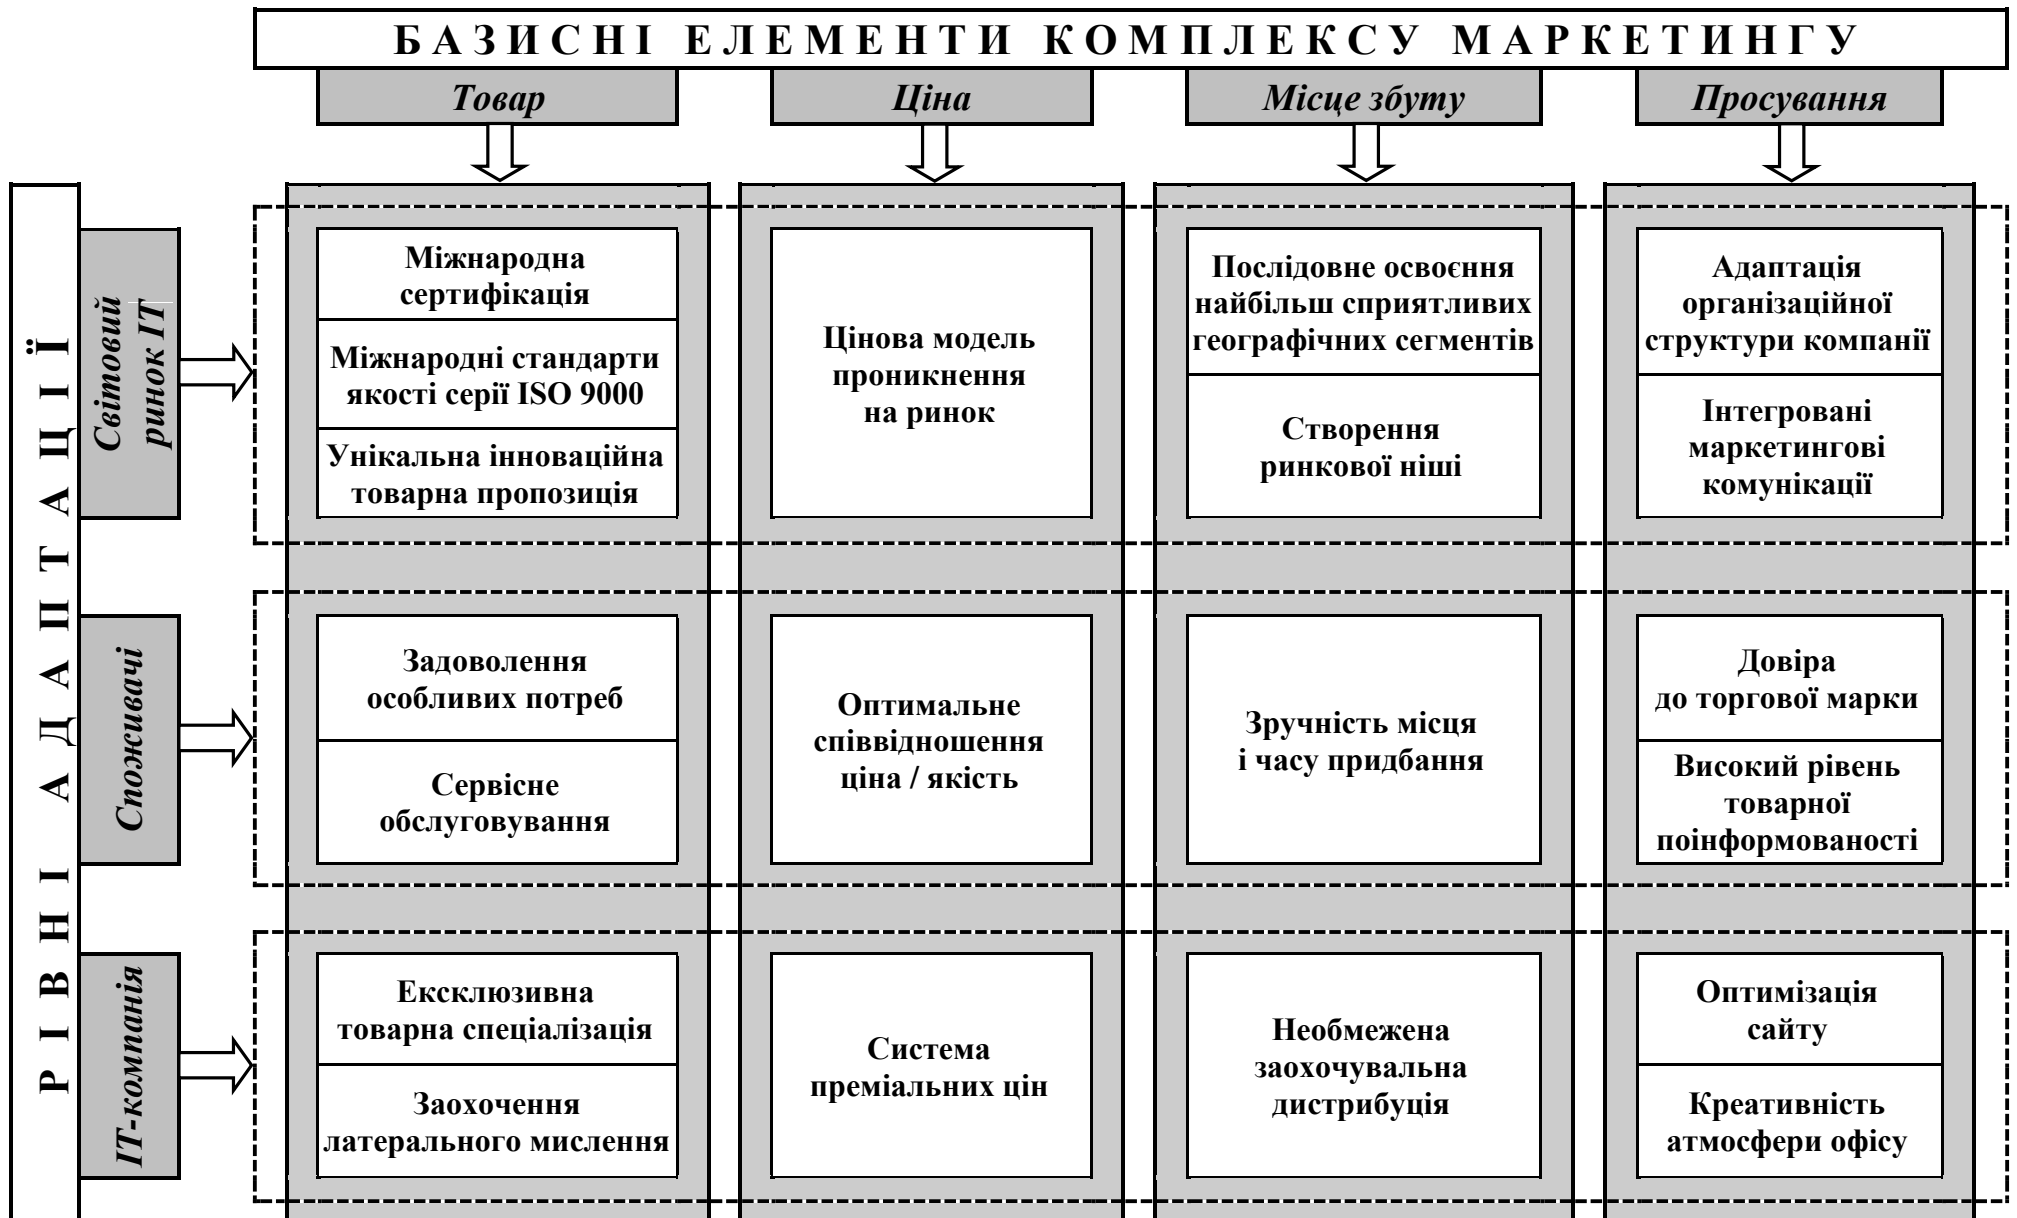 БАЗИСНІ ЕЛЕМЕНТИ КОМПЛЕКСУ МАРКЕТИНГУ
Товар
Ціна
Місце збуту
Просування
РІВНІ АДАПТАЦІЇ
Світовий
ринок ІТ
Міжнародна
сертифікація
Міжнародні стандарти
якості серії ISO 9000
Унікальна інноваційна
товарна пропозиція
Цінова модель
проникнення
на ринок
Послідовне освоєння
найбільш сприятливих
географічних сегментів
Створення
ринкової ніші
Адаптація
організаційної
структури компанії
Інтегровані
маркетингові
комунікації
Споживачі
Задоволення
особливих потреб
Сервісне
обслуговування
Оптимальне
співвідношення
ціна / якість
Зручність місця
і часу придбання
Довіра
до торгової марки
Високий рівень
товарної
поінформованості
ІТ-компанія
Ексклюзивна
товарна спеціалізація
Заохочення
латерального мислення
Система
преміальних цін
Необмежена
заохочувальна
дистрибуція
Оптимізація
сайту
Креативність
атмосфери офісу